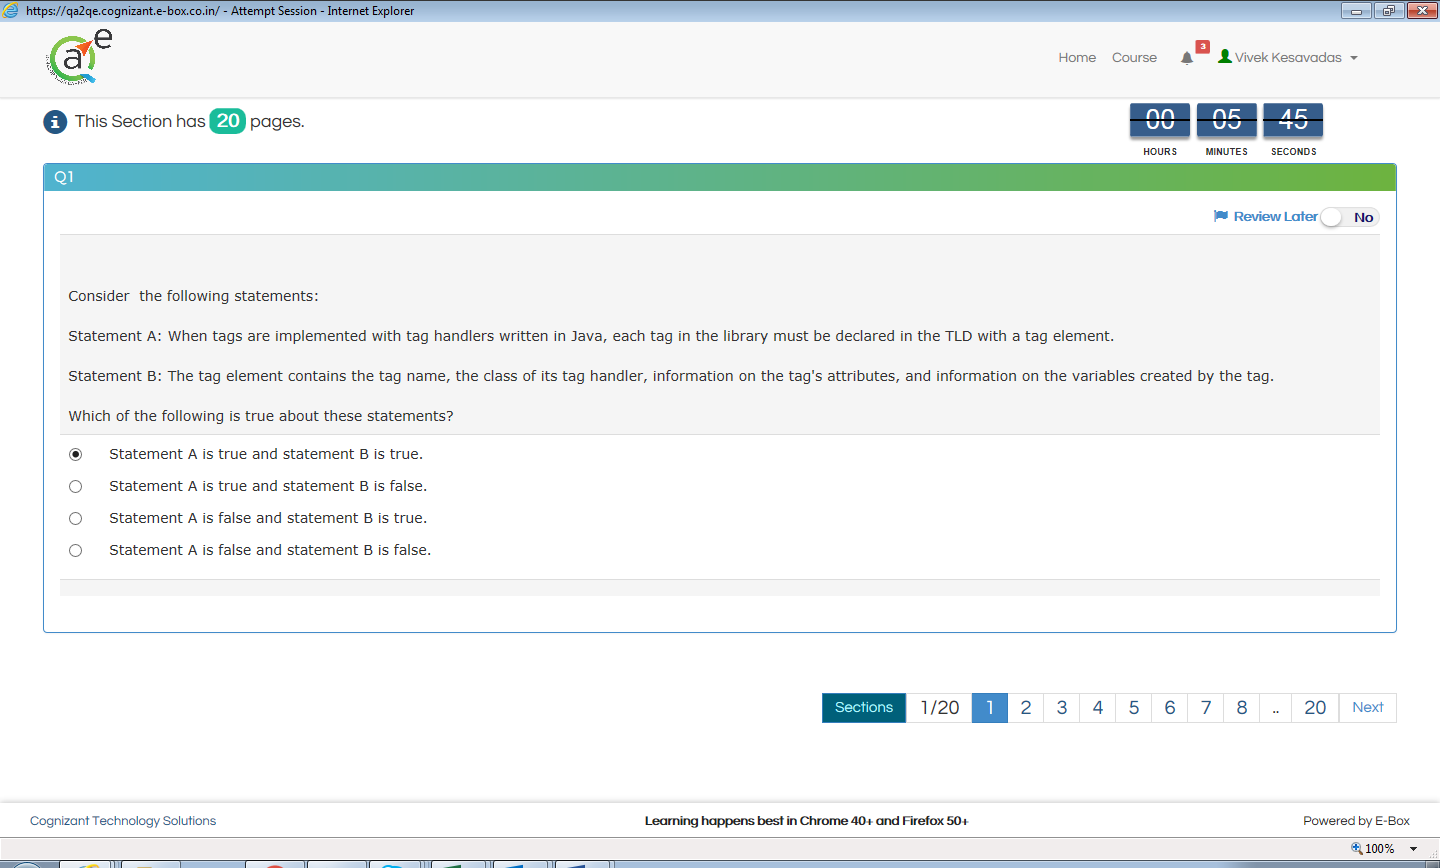 https://qa2qe.cognizant.e-box.co.in/ - Attempt Session - Internet Explorer
a e
Home Course 3 Vivek Kesavadas
i This Section has 20 pages.
00 05 45
HOURS MINUTES SECONDS
Q1
Review Later No
Consider the following statements:
Statement A: When tags are implemented with tag handlers written in Java, each tag in the library must be declared in the TLD with a tag element.
Statement B: The tag element contains the tag name, the class of its tag handler, information on the tag's attributes, and information on the variables created by the tag.
Which of the following is true about these statements?
Statement A is true and statement B is true.
Statement A is true and statement B is false.
Statement A is false and statement B is true.
Statement A is false and statement B is false.
Sections 1/20 1 2 3 4 5 6 7 8 .. 20 Next
Cognizant Technology Solutions Learning happens best in Chrome 40+ and Firefox 50+ Powered by E-Box
100%